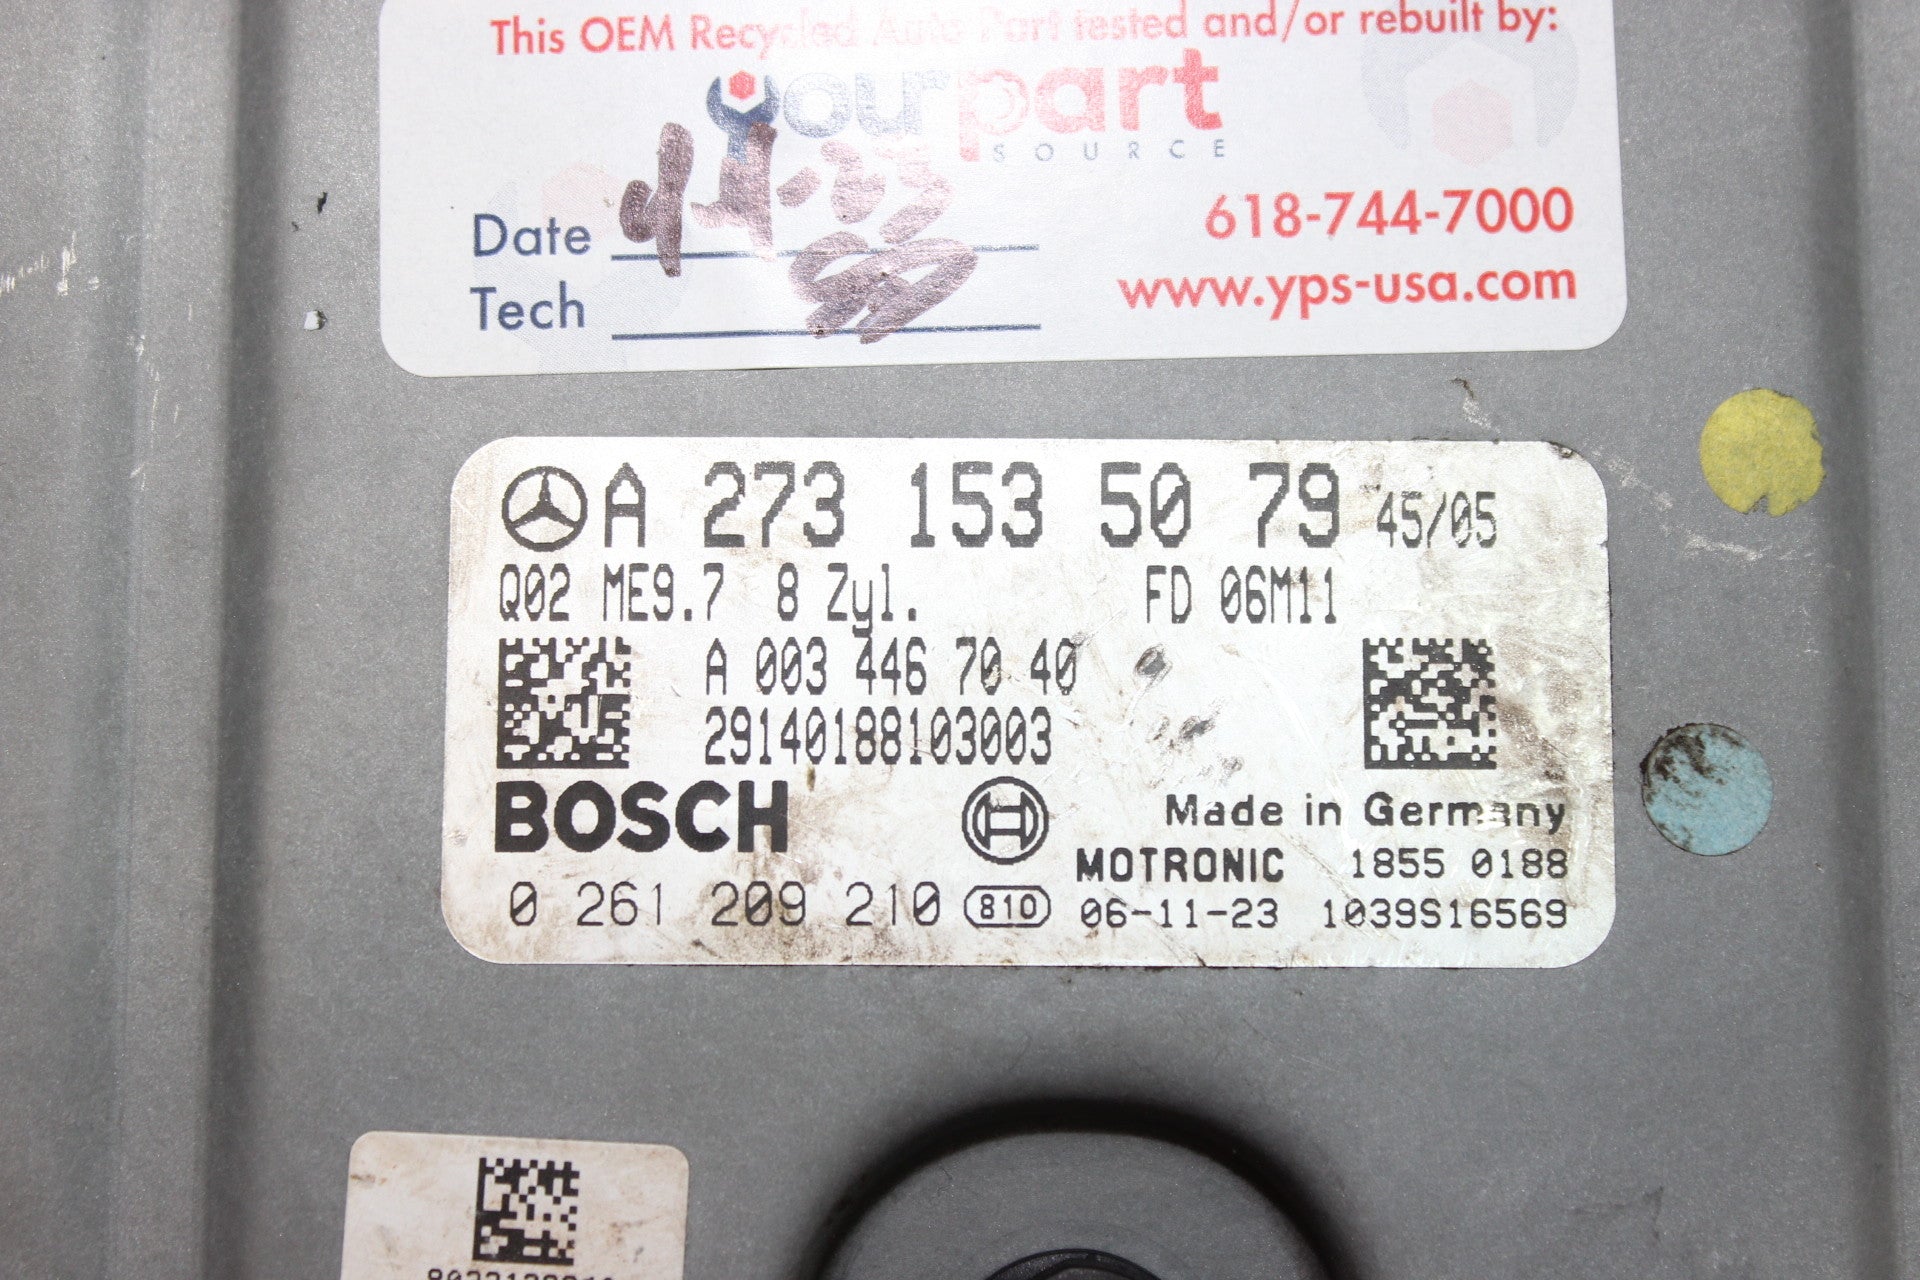 This OEM Recycled Auto Part tested and/or rebuilt by:
yourpart
SOURCE
Date
618-744-7000
Tech
www.yps-usa.com
A 273 153 50 79 45/05
Q02 ME9.7 8 Zyl. FD 06M11
A 003 446 70 40
29140188103003
BOSCH
Made in Germany
MOTRONIC 1855 0188
0 261 209 210 810 06-11-23 1039S16569